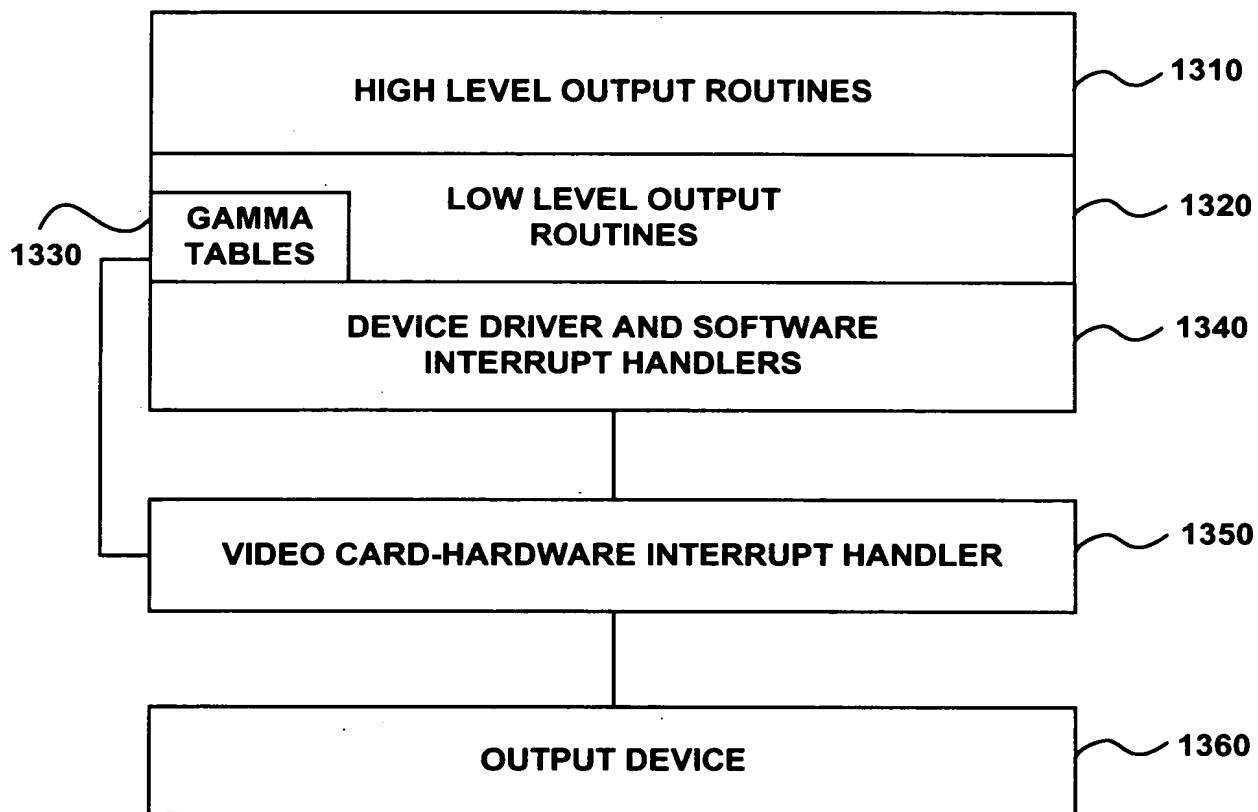 HIGH LEVEL OUTPUT ROUTINES
1310
LOW LEVEL OUTPUT
ROUTINES
1320
GAMMA
TABLES
1330
DEVICE DRIVER AND SOFTWARE
INTERRUPT HANDLERS
1340
VIDEO CARD-HARDWARE INTERRUPT HANDLER
1350
OUTPUT DEVICE
1360